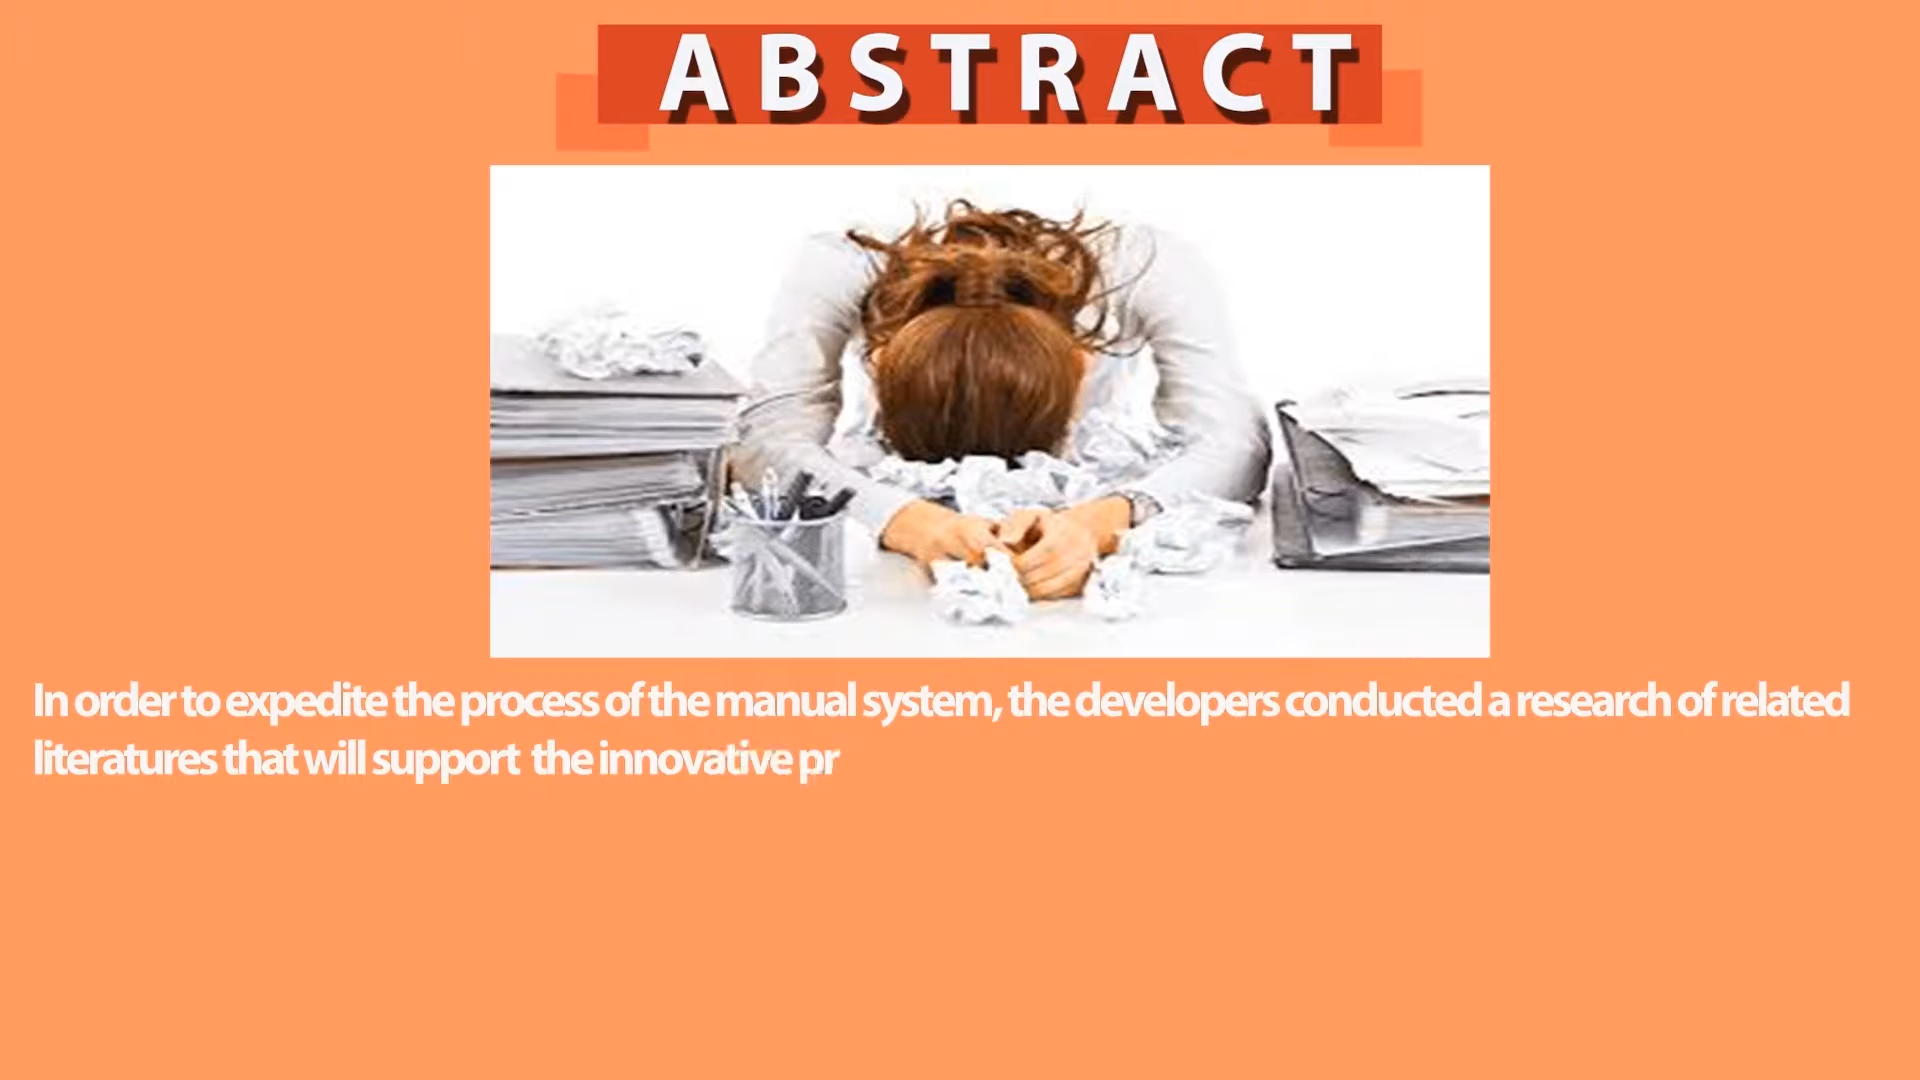 ABSTRACT
In order to expedite the process of the manual system, the developers conducted a research of related
literatures that will support the innovative pr